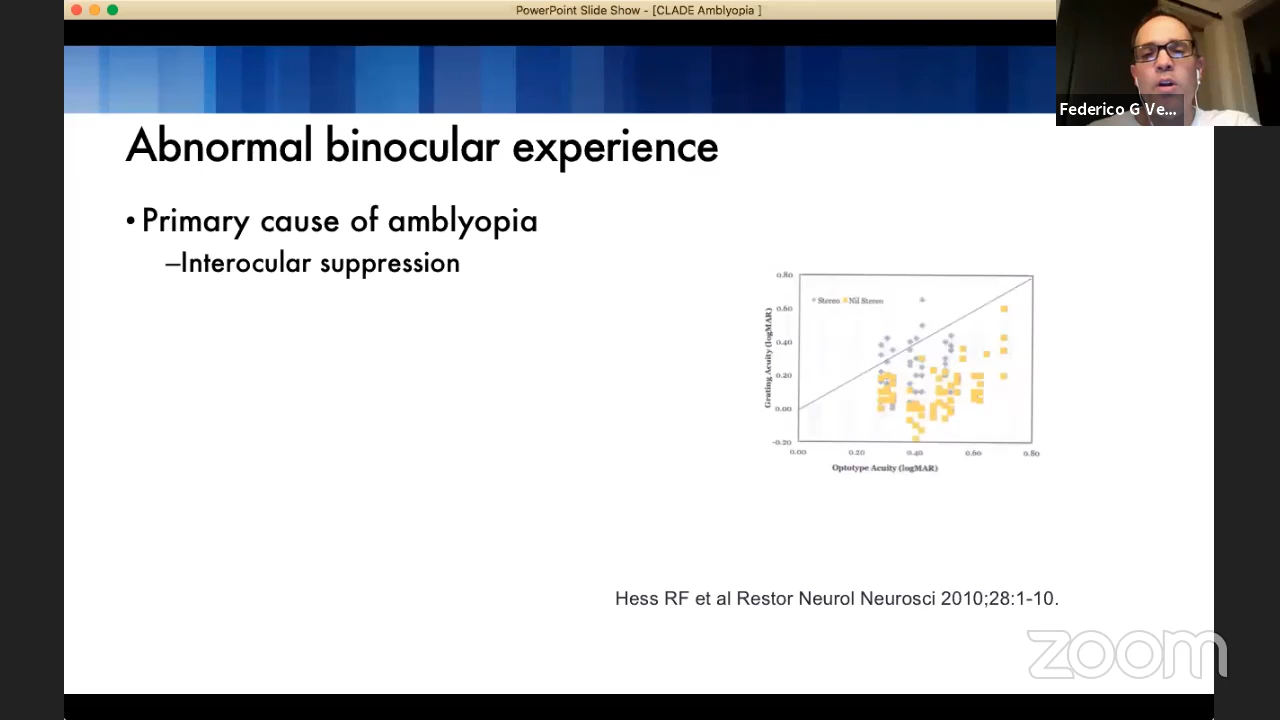 PowerPoint Slide Show - [CLADE Amblyopia ]
Federico G Ve...
Abnormal binocular experience
• Primary cause of amblyopia
–Interocular suppression
Stereo Nil Stereo
Grating Acuity (logMAR)
0.80
0.60
0.40
0.20
0.00
-0.20
0.00 0.20 0.40 0.60 0.80
Optotype Acuity (logMAR)
Hess RF et al Restor Neurol Neurosci 2010;28:1-10.
zoom